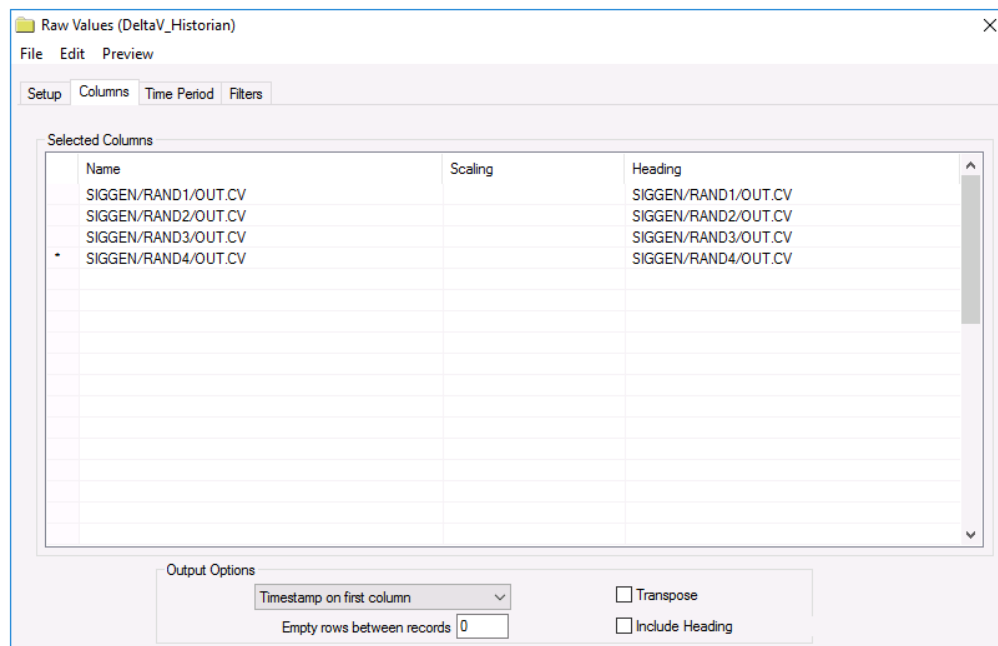 Raw Values (DeltaV_Historian)
File Edit Preview
Setup Columns Time Period Filters
Selected Columns
Name Scaling Heading
SIGGEN/RAND1/OUT.CV SIGGEN/RAND1/OUT.CV
SIGGEN/RAND2/OUT.CV SIGGEN/RAND2/OUT.CV
SIGGEN/RAND3/OUT.CV SIGGEN/RAND3/OUT.CV
* SIGGEN/RAND4/OUT.CV SIGGEN/RAND4/OUT.CV
Output Options
Timestamp on first column Transpose
Empty rows between records 0 Include Heading